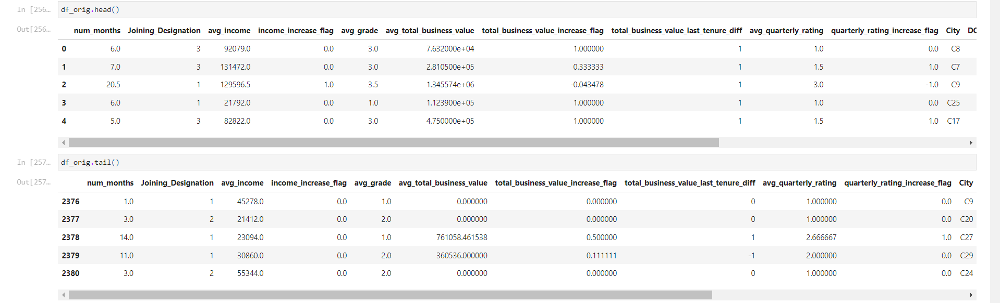 In [256…
df_orig.head()
Out[256…
num_months Joining_Designation avg_income income_increase_flag avg_grade avg_total_business_value total_business_value_increase_flag total_business_value_last_tenure_diff avg_quarterly_rating quarterly_rating_increase_flag City DC
0 6.0 3 92079.0 0.0 3.0 7.632000e+04 1.000000 1 1.0 0.0 C8
1 7.0 3 131472.0 0.0 3.0 2.810500e+05 0.333333 1 1.5 1.0 C7
2 20.5 1 129596.5 1.0 3.5 1.345574e+06 -0.043478 1 3.0 -1.0 C9
3 6.0 1 21792.0 0.0 1.0 1.123900e+05 1.000000 1 1.0 0.0 C25
4 5.0 3 82822.0 0.0 3.0 4.750000e+05 1.000000 1 1.5 1.0 C17
In [257…
df_orig.tail()
Out[257…
num_months Joining_Designation avg_income income_increase_flag avg_grade avg_total_business_value total_business_value_increase_flag total_business_value_last_tenure_diff avg_quarterly_rating quarterly_rating_increase_flag City
2376 1.0 1 45278.0 0.0 1.0 0.000000 0.000000 0 1.000000 0.0 C9
2377 3.0 2 21412.0 0.0 2.0 0.000000 0.000000 0 1.000000 0.0 C20
2378 14.0 1 23094.0 0.0 1.0 761058.461538 0.500000 1 2.666667 1.0 C27
2379 11.0 1 30860.0 0.0 2.0 360536.000000 0.111111 -1 2.000000 0.0 C29
2380 3.0 2 55344.0 0.0 2.0 0.000000 0.000000 0 1.000000 0.0 C24